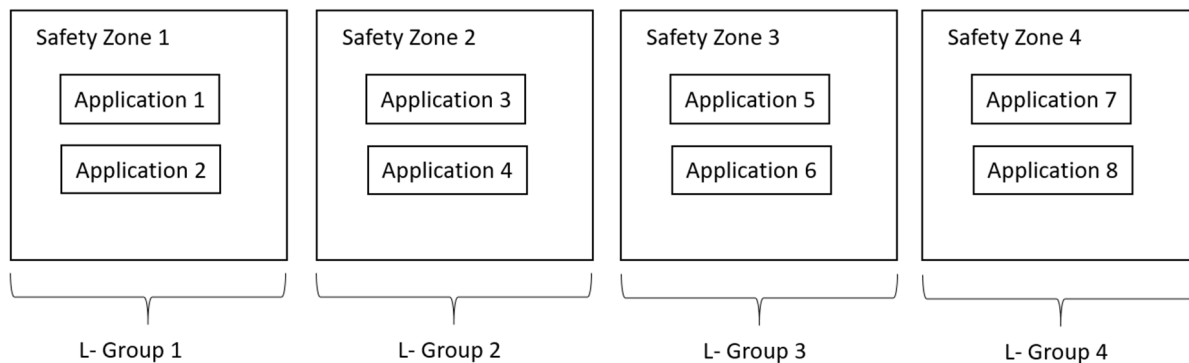 Safety Zone 1
Application 1
Application 2
L- Group 1
Safety Zone 2
Application 3
Application 4
L- Group 2
Safety Zone 3
Application 5
Application 6
L- Group 3
Safety Zone 4
Application 7
Application 8
L- Group 4